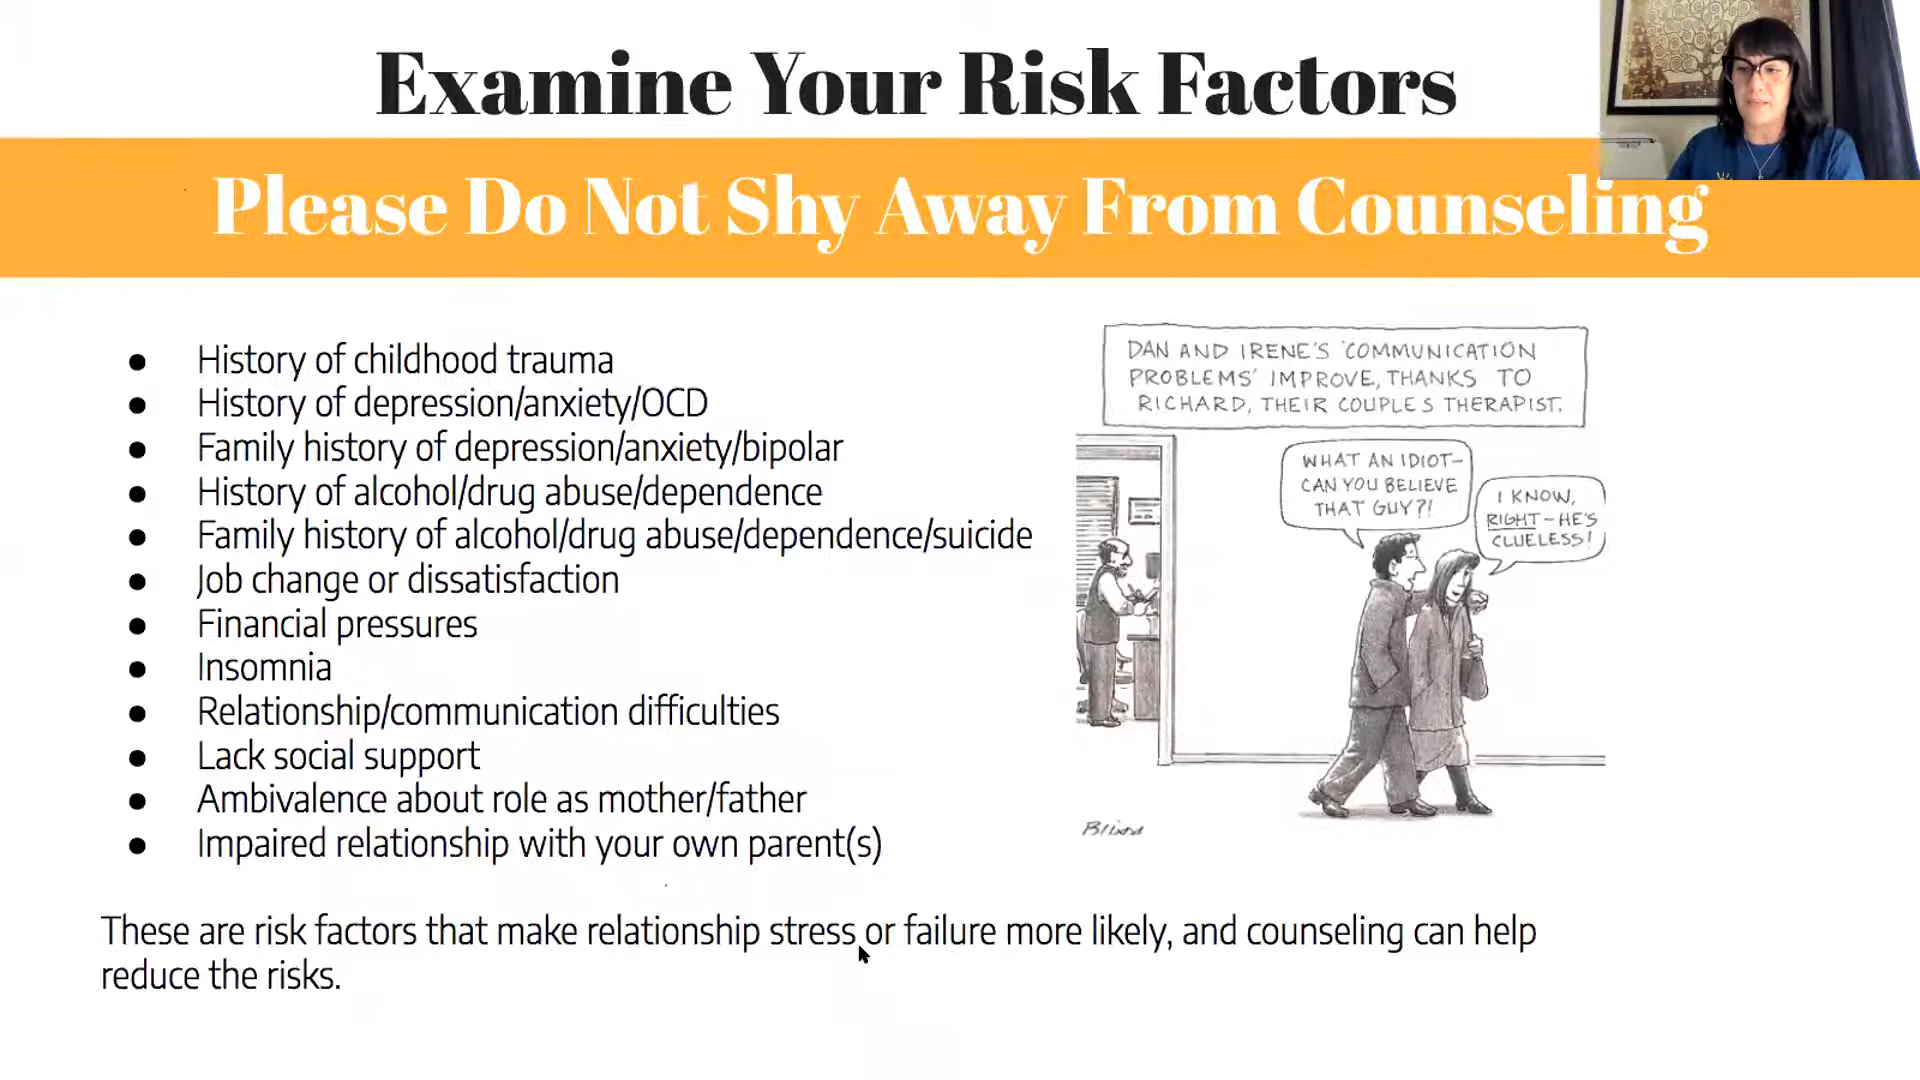 Examine Your Risk Factors
Please Do Not Shy Away From Counseling
● History of childhood trauma
● History of depression/anxiety/OCD
● Family history of depression/anxiety/bipolar
● History of alcohol/drug abuse/dependence
● Family history of alcohol/drug abuse/dependence/suicide
● Job change or dissatisfaction
● Financial pressures
● Insomnia
● Relationship/communication difficulties
● Lack social support
● Ambivalence about role as mother/father
● Impaired relationship with your own parent(s)
DAN AND IRENE'S 'COMMUNICATION
PROBLEMS' IMPROVE, THANKS TO
RICHARD, THEIR COUPLES THERAPIST.
WHAT AN IDIOT–
CAN YOU BELIEVE
THAT GUY?!
I KNOW,
RIGHT – HE'S
CLUELESS!
These are risk factors that make relationship stress or failure more likely, and counseling can help
reduce the risks.